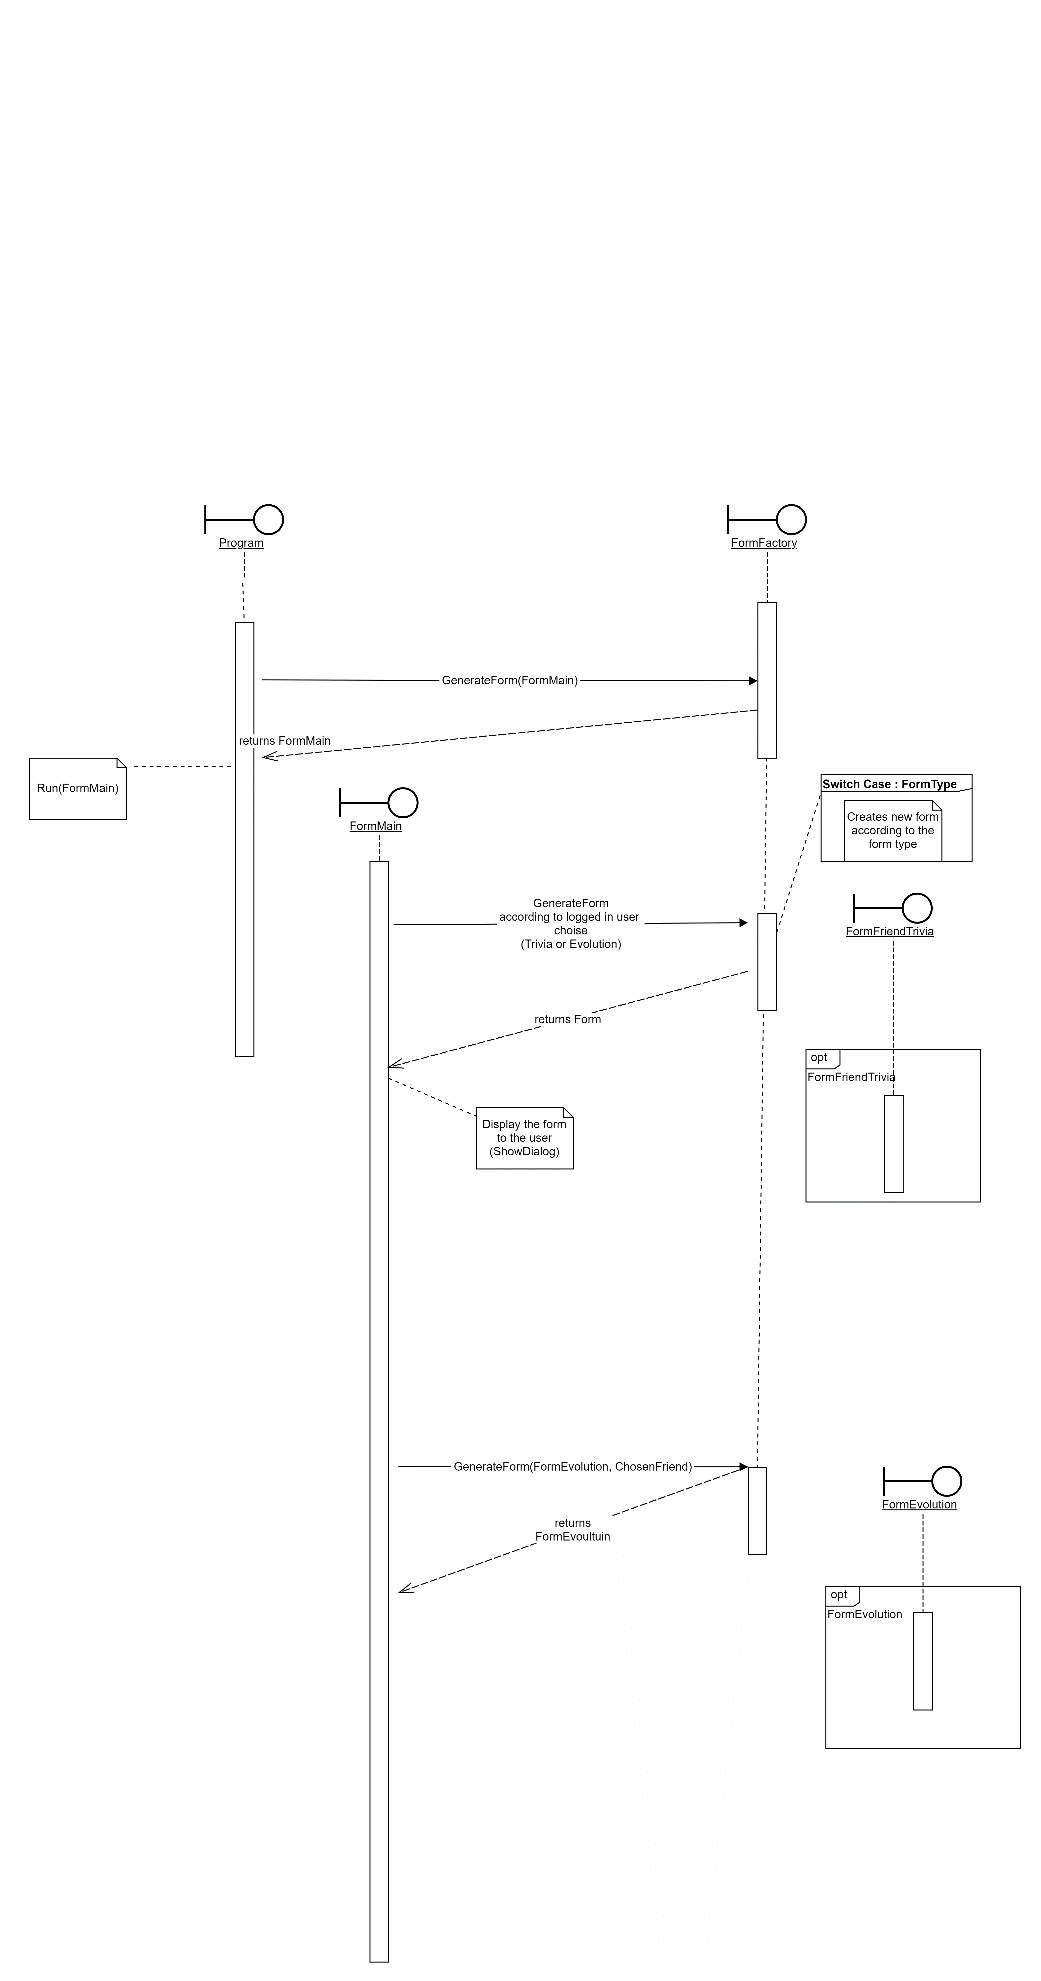 Program
FormFactory
GenerateForm(FormMain)
returns FormMain
Run(FormMain)
FormMain
Switch Case : FormType
Creates new form
according to the
form type
GenerateForm
according to logged in user
choise
(Trivia or Evolution)
FormFriendTrivia
returns Form
opt
FormFriendTrivia
Display the form
to the user
(ShowDialog)
GenerateForm(FormEvolution, ChosenFriend)
FormEvolution
returns
FormEvoultuin
opt
FormEvolution